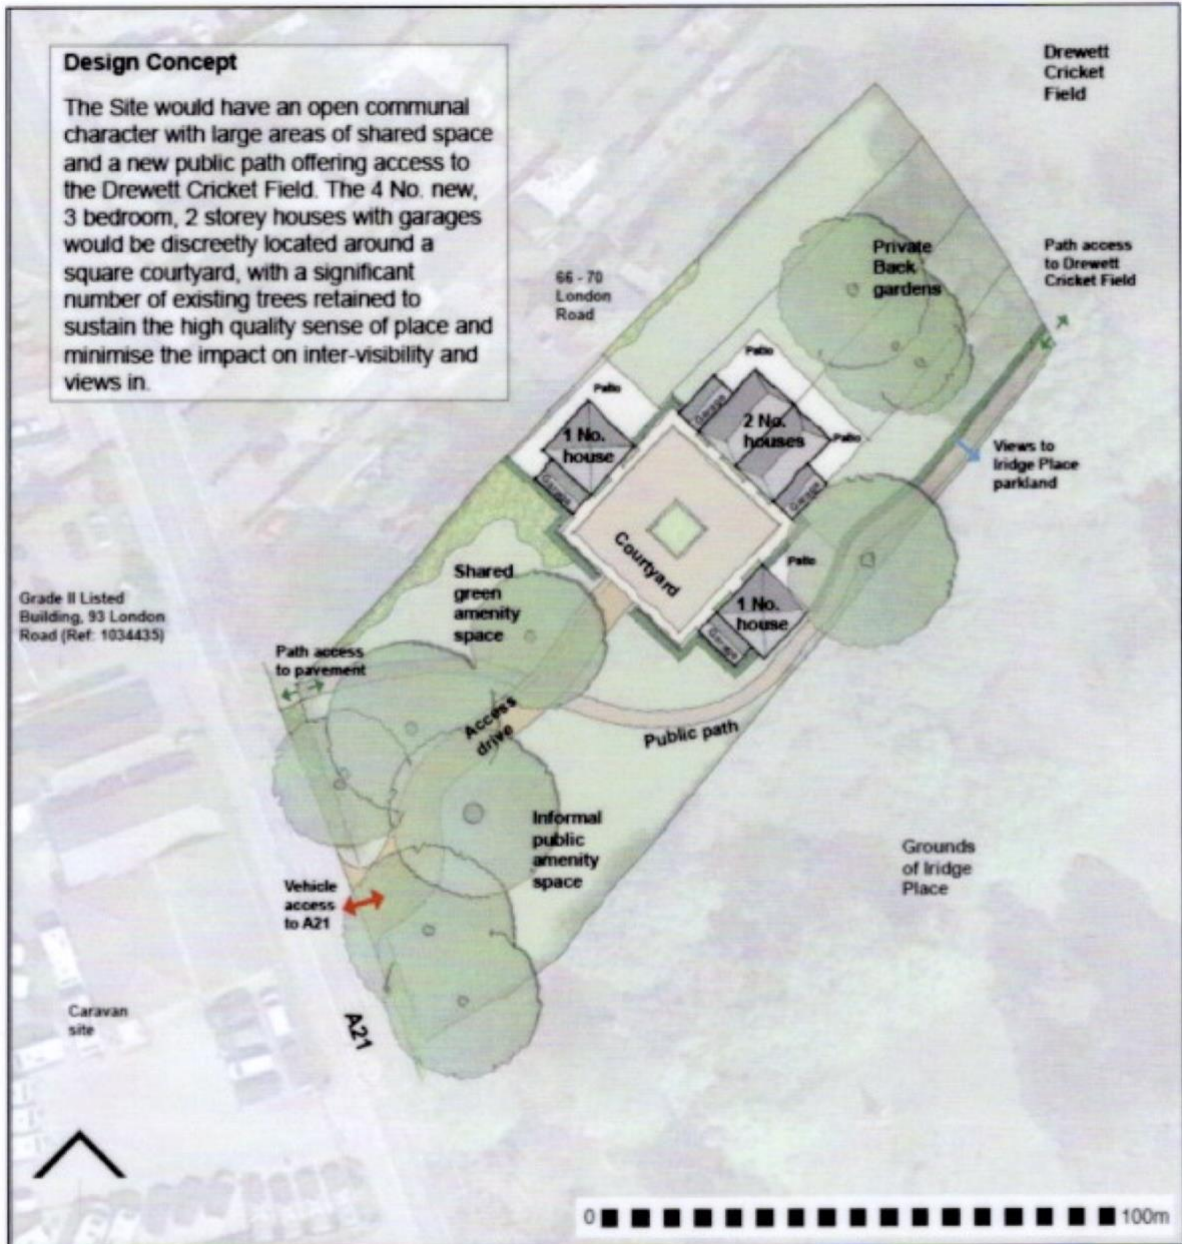 Design Concept
The Site would have an open communal
character with large areas of shared space
and a new public path offering access to
the Drewett Cricket Field. The 4 No. new,
3 bedroom, 2 storey houses with garages
would be discreetly located around a
square courtyard, with a significant
number of existing trees retained to
sustain the high quality sense of place and
minimise the impact on inter-visibility and
views in.
Drewett
Cricket
Field
66 - 70
London
Road
Private
Back
gardens
Path access
to Drewett
Cricket Field
Patio
Patio
Garage
2 No.
houses
Patio
1 No.
house
Garage
Garage
Views to
Iridge Place
parkland
Courtyard
Patio
Shared
green
amenity
space
1 No.
house
Garage
Grade II Listed
Building, 93 London
Road (Ref: 1034435)
Path access
to pavement
Access
drive
Public path
Informal
public
amenity
space
Grounds
of Iridge
Place
Vehicle
access
to A21
Caravan
site
A21
0
100m